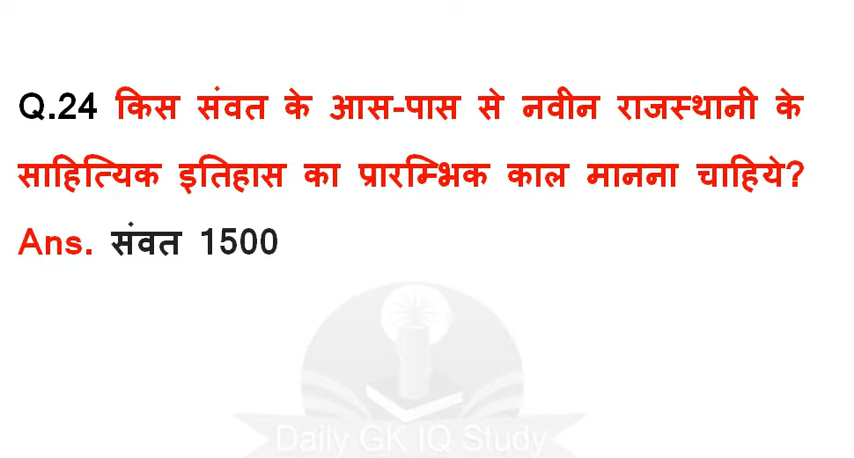 Q.24 किस संवत के आस-पास से नवीन राजस्थानी के
साहित्यिक इतिहास का प्रारम्भिक काल मानना चाहिये?
Ans. संवत 1500
Daily GK IQ Study